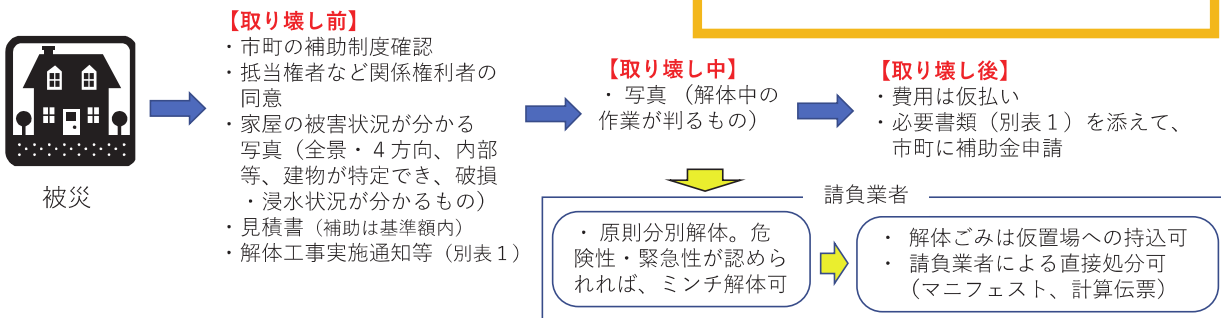 被災
【取り壊し前】
・市町の補助制度確認
・抵当権者など関係権利者の
同意
・家屋の被害状況が分かる
写真（全景・４方向、内部
等、建物が特定でき、破損
・浸水状況が分かるもの）
・見積書（補助は基準額内）
・解体工事実施通知等（別表１）
【取り壊し中】
・ 写真 （解体中の
作業が判るもの）
【取り壊し後】
・費用は仮払い
・必要書類（別表１）を添えて、
市町に補助金申請
請負業者
・ 原則分別解体。危
険性・緊急性が認めら
れれば、ミンチ解体可
・ 解体ごみは仮置場への持込可
・ 請負業者による直接処分可
（マニフェスト、計算伝票）